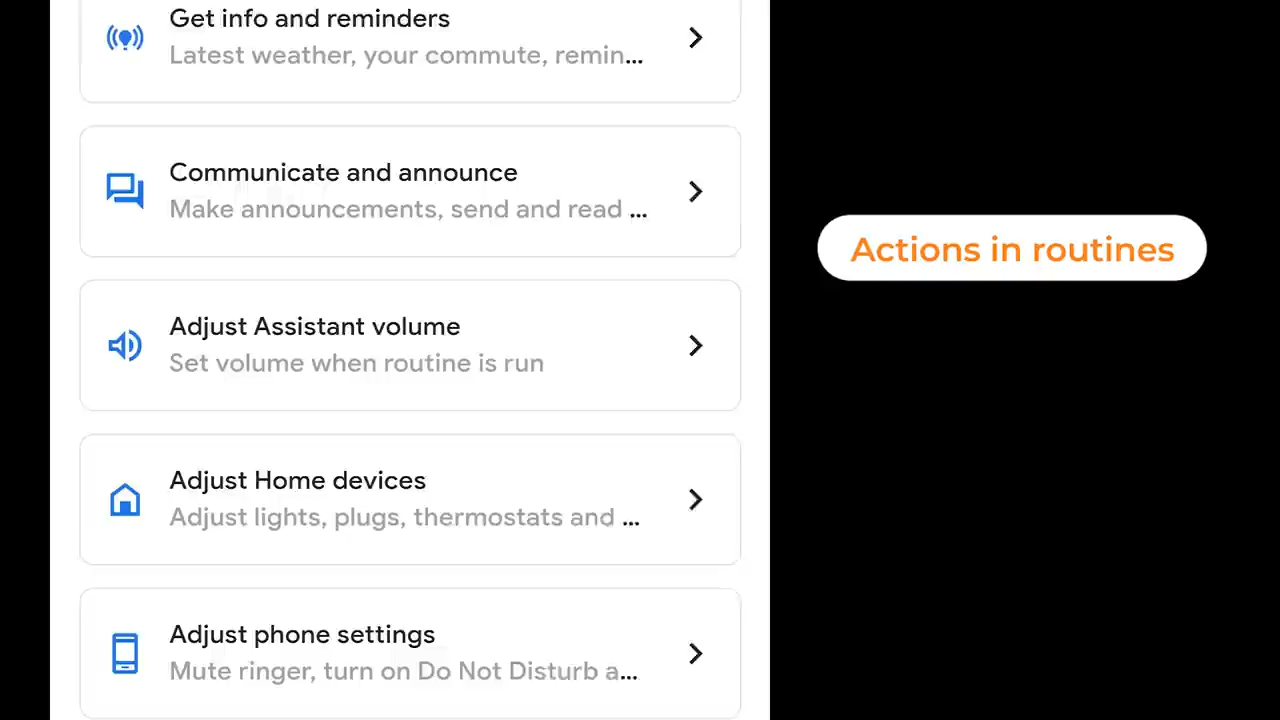 Get info and reminders
Latest weather, your commute, remin...
Communicate and announce
Make announcements, send and read ...
Actions in routines
Adjust Assistant volume
Set volume when routine is run
Adjust Home devices
Adjust lights, plugs, thermostats and ...
Adjust phone settings
Mute ringer, turn on Do Not Disturb a...